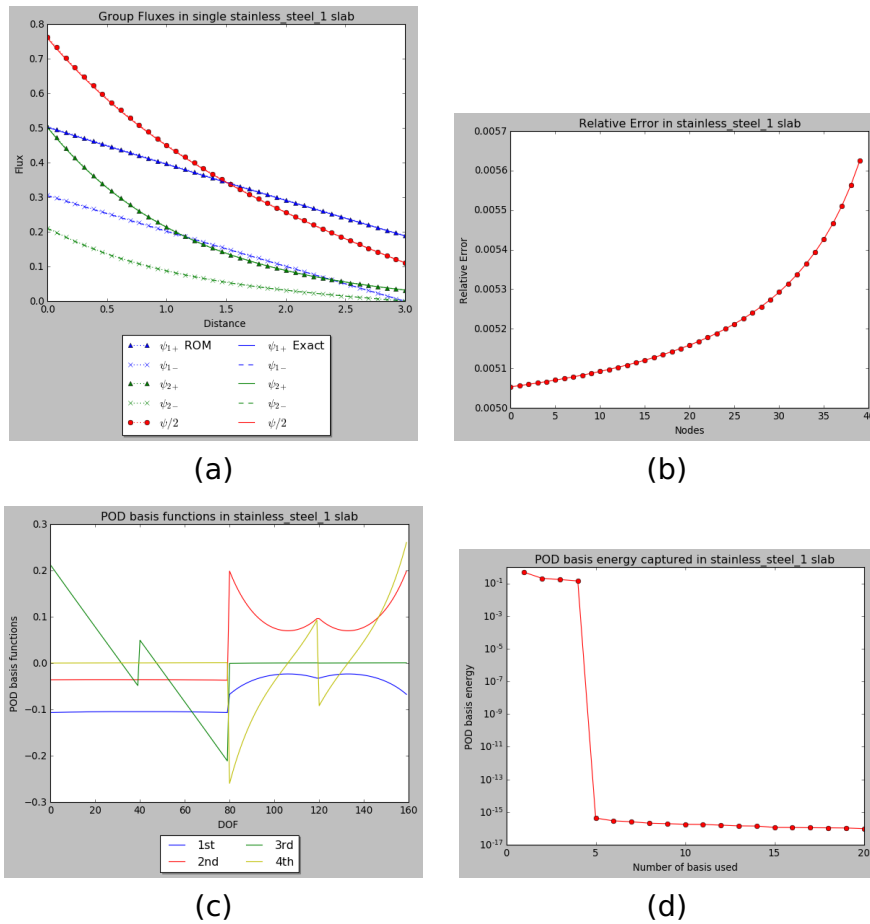 Group Fluxes in single stainless_steel_1 slab
0.8
0.7
0.6
0.5
0.4
0.3
0.2
0.1
0.0
Flux
0.0 0.5 1.0 1.5 2.0 2.5 3.0
Distance
ψ1+ ROM ψ1+ Exact
ψ1− ψ1−
ψ2+ ψ2+
ψ2− ψ2−
ψ/2 ψ/2
(a)
Relative Error in stainless_steel_1 slab
0.0057
0.0056
0.0055
0.0054
0.0053
0.0052
0.0051
0.0050
Relative Error
0 5 10 15 20 25 30 35 40
Nodes
(b)
POD basis functions in stainless_steel_1 slab
0.3
0.2
0.1
0.0
−0.1
−0.2
−0.3
POD basis functions
0 20 40 60 80 100 120 140 160
DOF
1st 3rd
2nd 4th
(c)
POD basis energy captured in stainless_steel_1 slab
10^-1
10^-3
10^-5
10^-7
10^-9
10^-11
10^-13
10^-15
10^-17
POD basis energy
0 5 10 15 20
Number of basis used
(d)